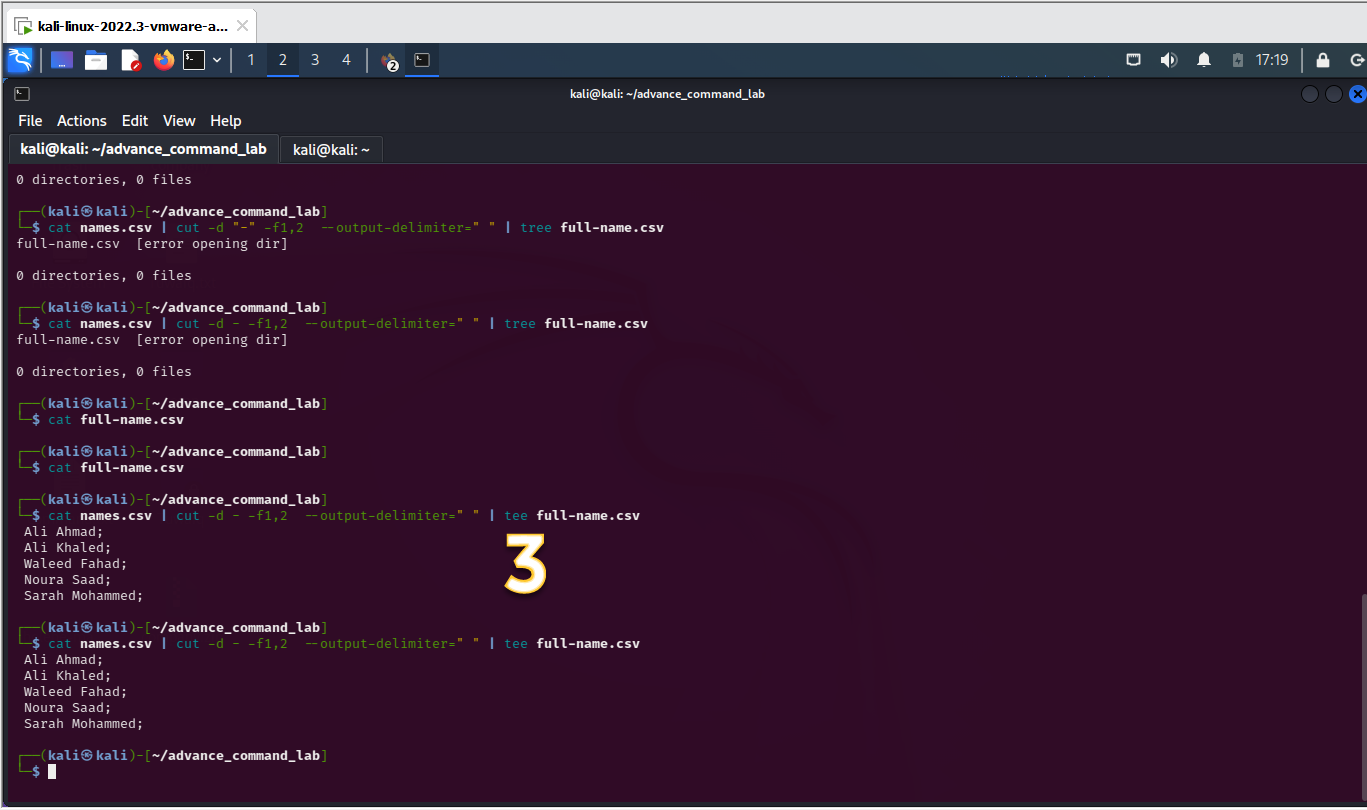 kali-linux-2022.3-vmware-a...
1 2 3 4 2 17:19
kali@kali: ~/advance_command_lab
File Actions Edit View Help
kali@kali: ~/advance_command_lab kali@kali: ~
0 directories, 0 files
┌──(kali㉿kali)-[~/advance_command_lab]
└─$ cat names.csv | cut -d "-" -f1,2  --output-delimiter=" " | tree full-name.csv
full-name.csv  [error opening dir]
0 directories, 0 files
┌──(kali㉿kali)-[~/advance_command_lab]
└─$ cat names.csv | cut -d - -f1,2  --output-delimiter=" " | tree full-name.csv
full-name.csv  [error opening dir]
0 directories, 0 files
┌──(kali㉿kali)-[~/advance_command_lab]
└─$ cat full-name.csv
┌──(kali㉿kali)-[~/advance_command_lab]
└─$ cat full-name.csv
┌──(kali㉿kali)-[~/advance_command_lab]
└─$ cat names.csv | cut -d - -f1,2  --output-delimiter=" " | tee full-name.csv
Ali Ahmad;
Ali Khaled;
Waleed Fahad;
Noura Saad;
Sarah Mohammed;
3
┌──(kali㉿kali)-[~/advance_command_lab]
└─$ cat names.csv | cut -d - -f1,2  --output-delimiter=" " | tee full-name.csv
Ali Ahmad;
Ali Khaled;
Waleed Fahad;
Noura Saad;
Sarah Mohammed;
┌──(kali㉿kali)-[~/advance_command_lab]
└─$